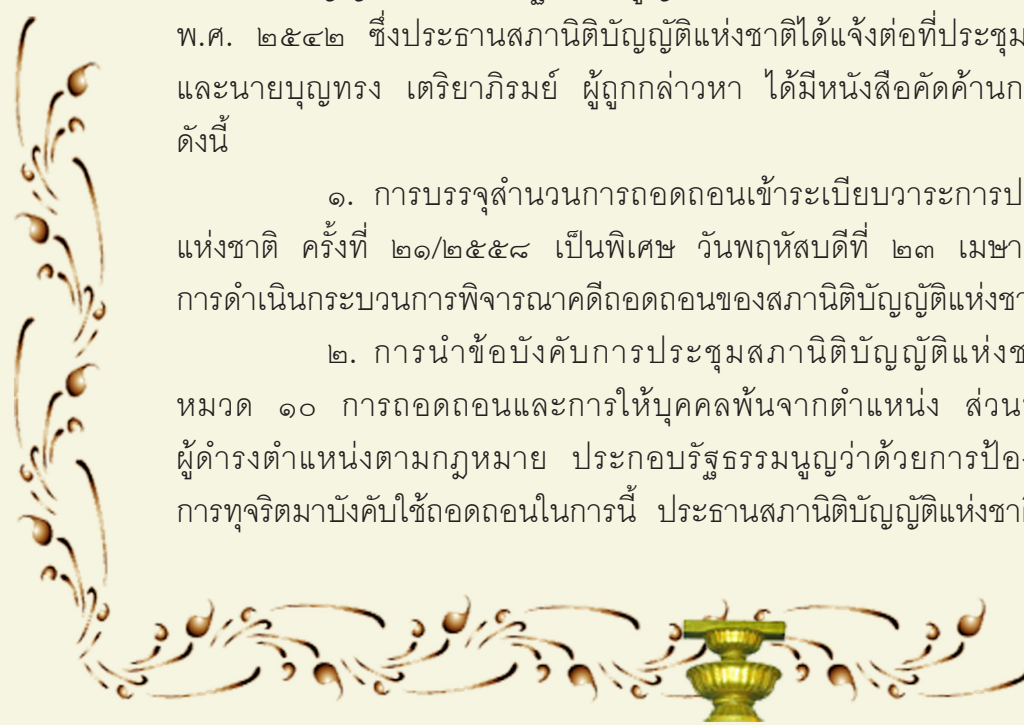 พ.ศ. ๒๕๔๒ ซึ่งประธานสภานิติบัญญัติแห่งชาติได้แจ้งต่อที่ประชุม
และนายบุญทรง เตริยาภิรมย์ ผู้ถูกกล่าวหา ได้มีหนังสือคัดค้านก
ดังนี้
๑. การบรรจุสำนวนการถอดถอนเข้าระเบียบวาระการป
แห่งชาติ ครั้งที่ ๒๑/๒๕๕๘ เป็นพิเศษ วันพฤหัสบดีที่ ๒๓ เมษา
การดำเนินกระบวนการพิจารณาคดีถอดถอนของสภานิติบัญญัติแห่งชา
๒. การนำข้อบังคับการประชุมสภานิติบัญญัติแห่งช
หมวด ๑๐ การถอดถอนและการให้บุคคลพ้นจากตำแหน่ง ส่วน
ผู้ดำรงตำแหน่งตามกฎหมาย ประกอบรัฐธรรมนูญว่าด้วยการป้อง
การทุจริตมาบังคับใช้ถอดถอนในการนี้ ประธานสภานิติบัญญัติแห่งชาติ